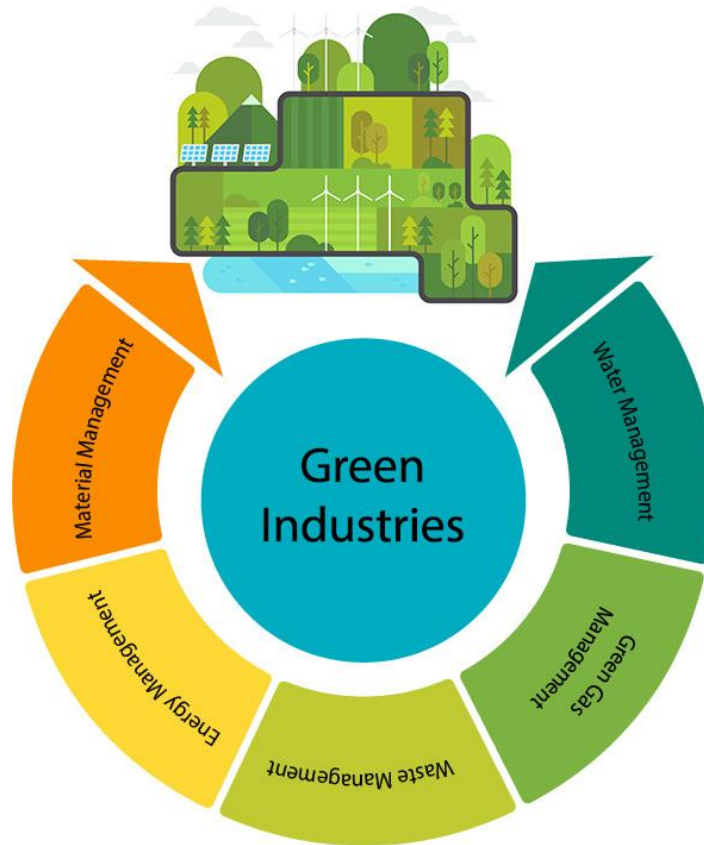 Green
Industries
Material Management
Energy Management
Waste Management
Green Gas
Management
Water Management